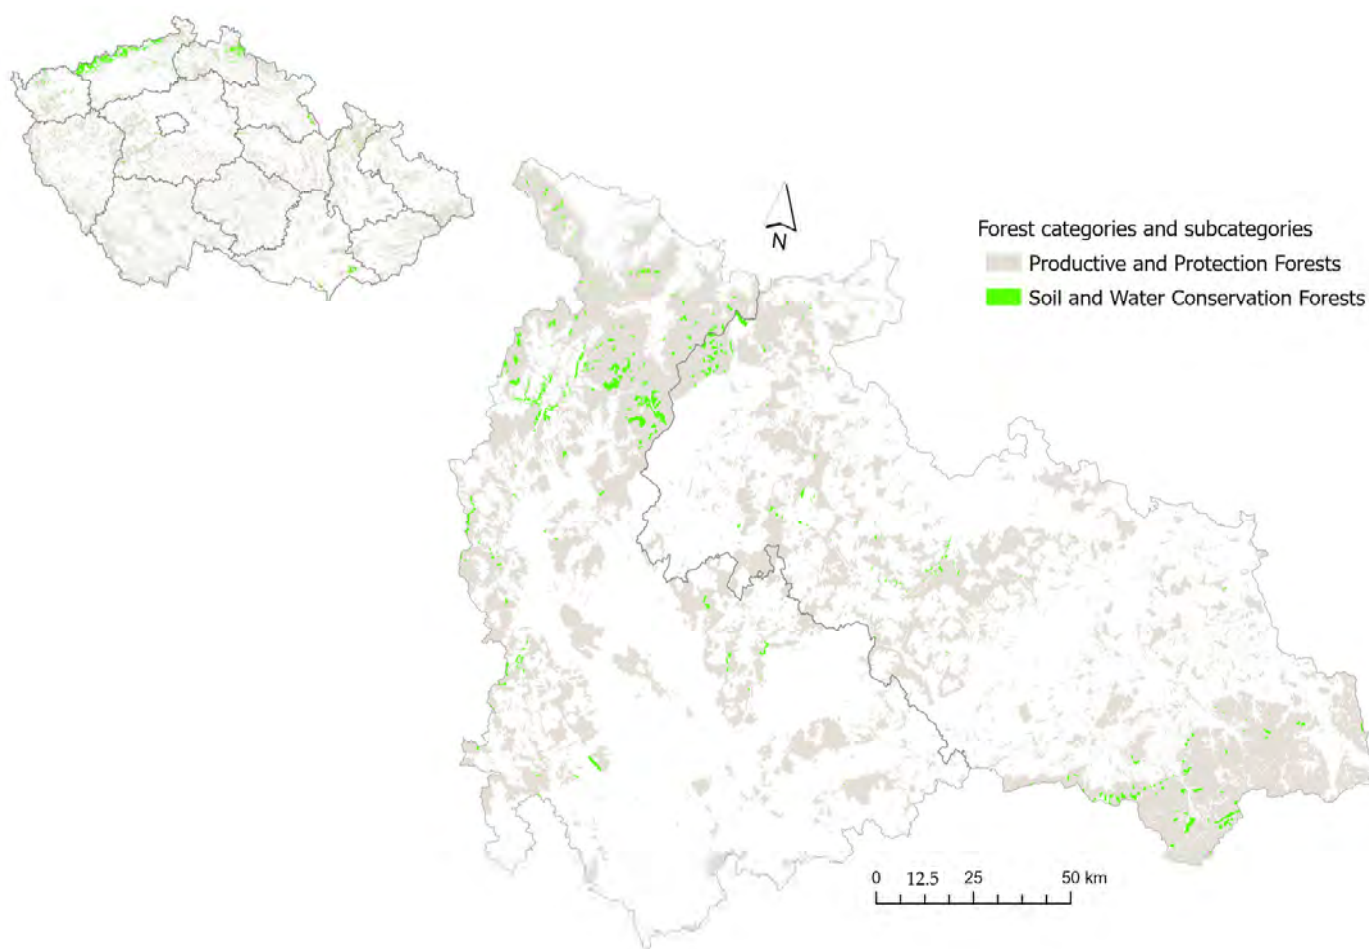 N
Forest categories and subcategories
Productive and Protection Forests
Soil and Water Conservation Forests
0 12.5 25 50 km